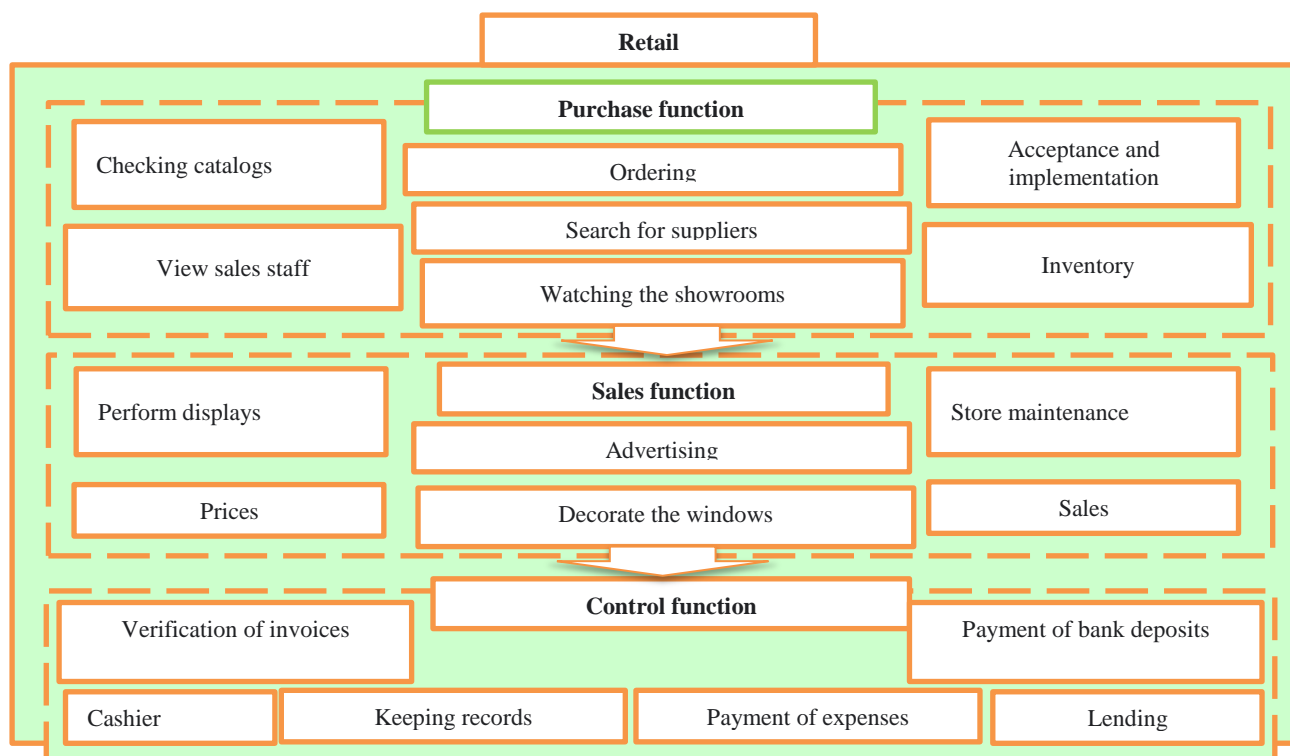 Retail
Purchase function
Checking catalogs
Ordering
Acceptance and
implementation
View sales staff
Search for suppliers
Inventory
Watching the showrooms
Perform displays
Sales function
Store maintenance
Advertising
Prices
Decorate the windows
Sales
Control function
Verification of invoices
Payment of bank deposits
Cashier
Keeping records
Payment of expenses
Lending